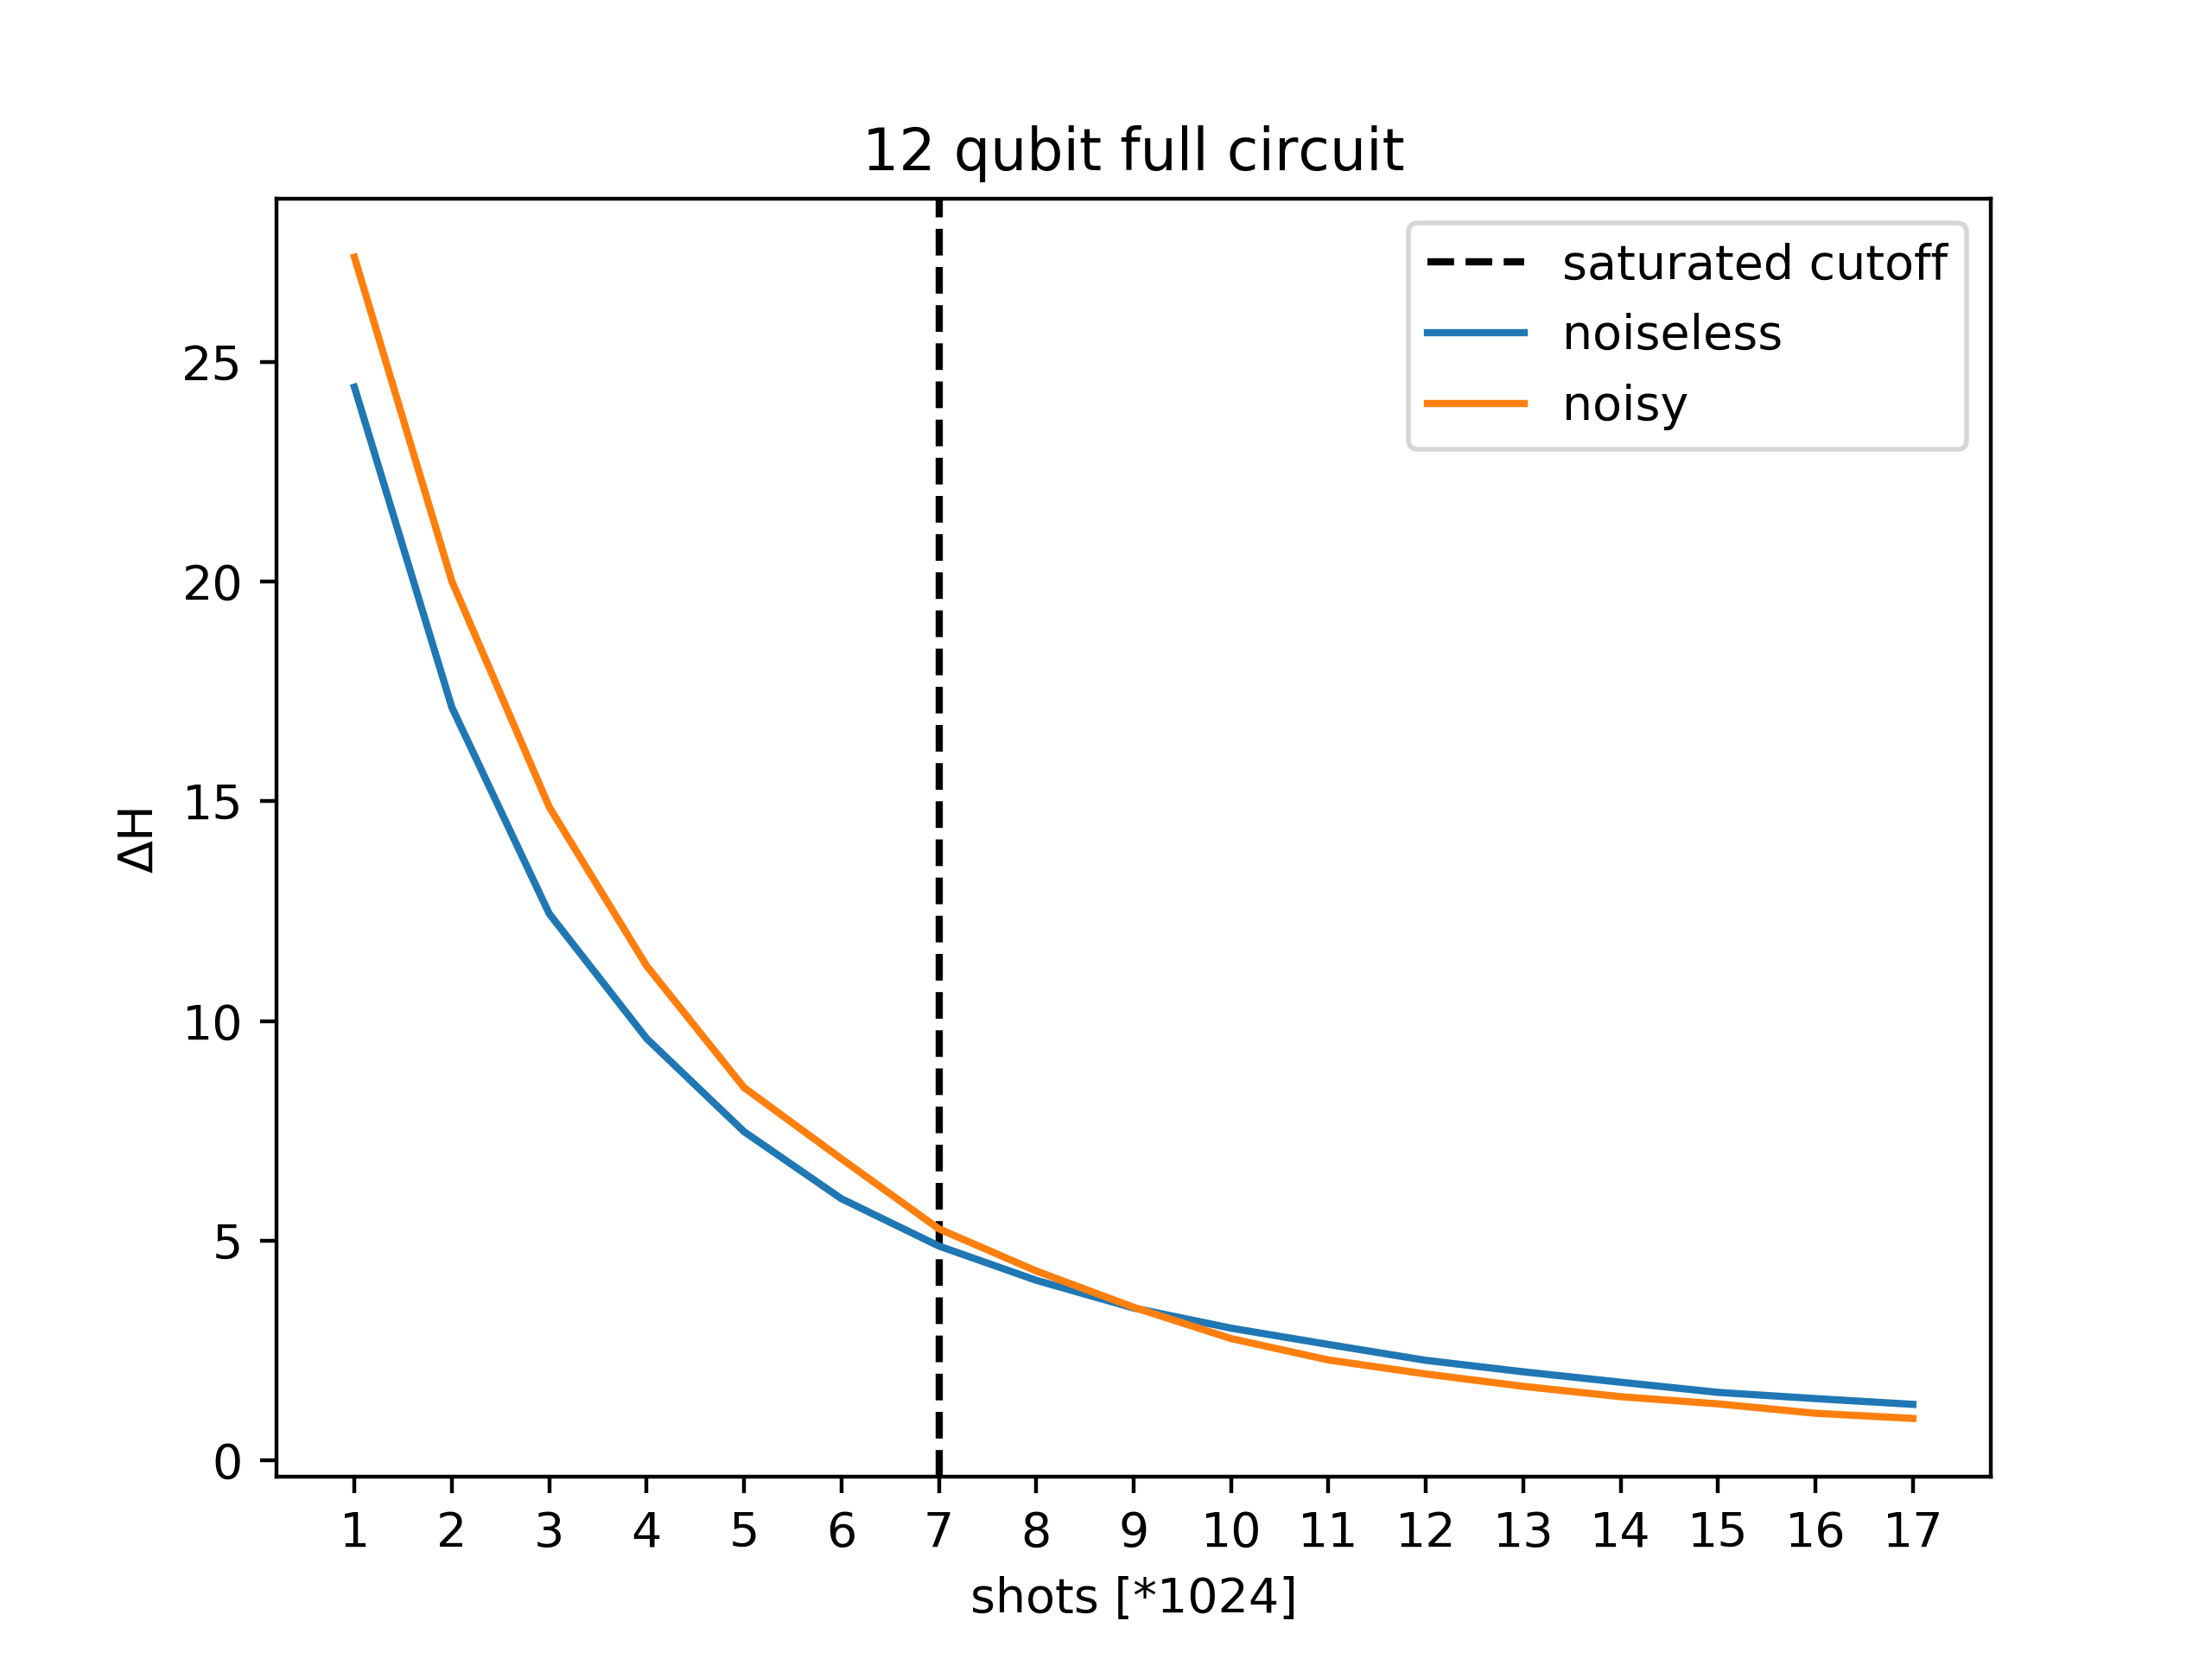 12 qubit full circuit
saturated cutoff
noiseless
noisy
25
20
15
10
5
0
ΔH
1 2 3 4 5 6 7 8 9 10 11 12 13 14 15 16 17
shots [*1024]